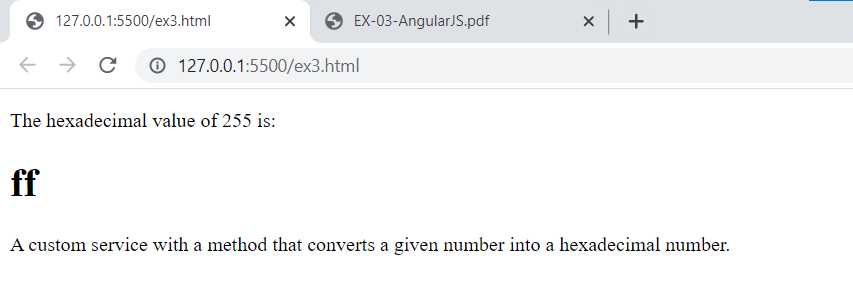 127.0.0.1:5500/ex3.html
EX-03-AngularJS.pdf
127.0.0.1:5500/ex3.html
The hexadecimal value of 255 is:
ff
A custom service with a method that converts a given number into a hexadecimal number.